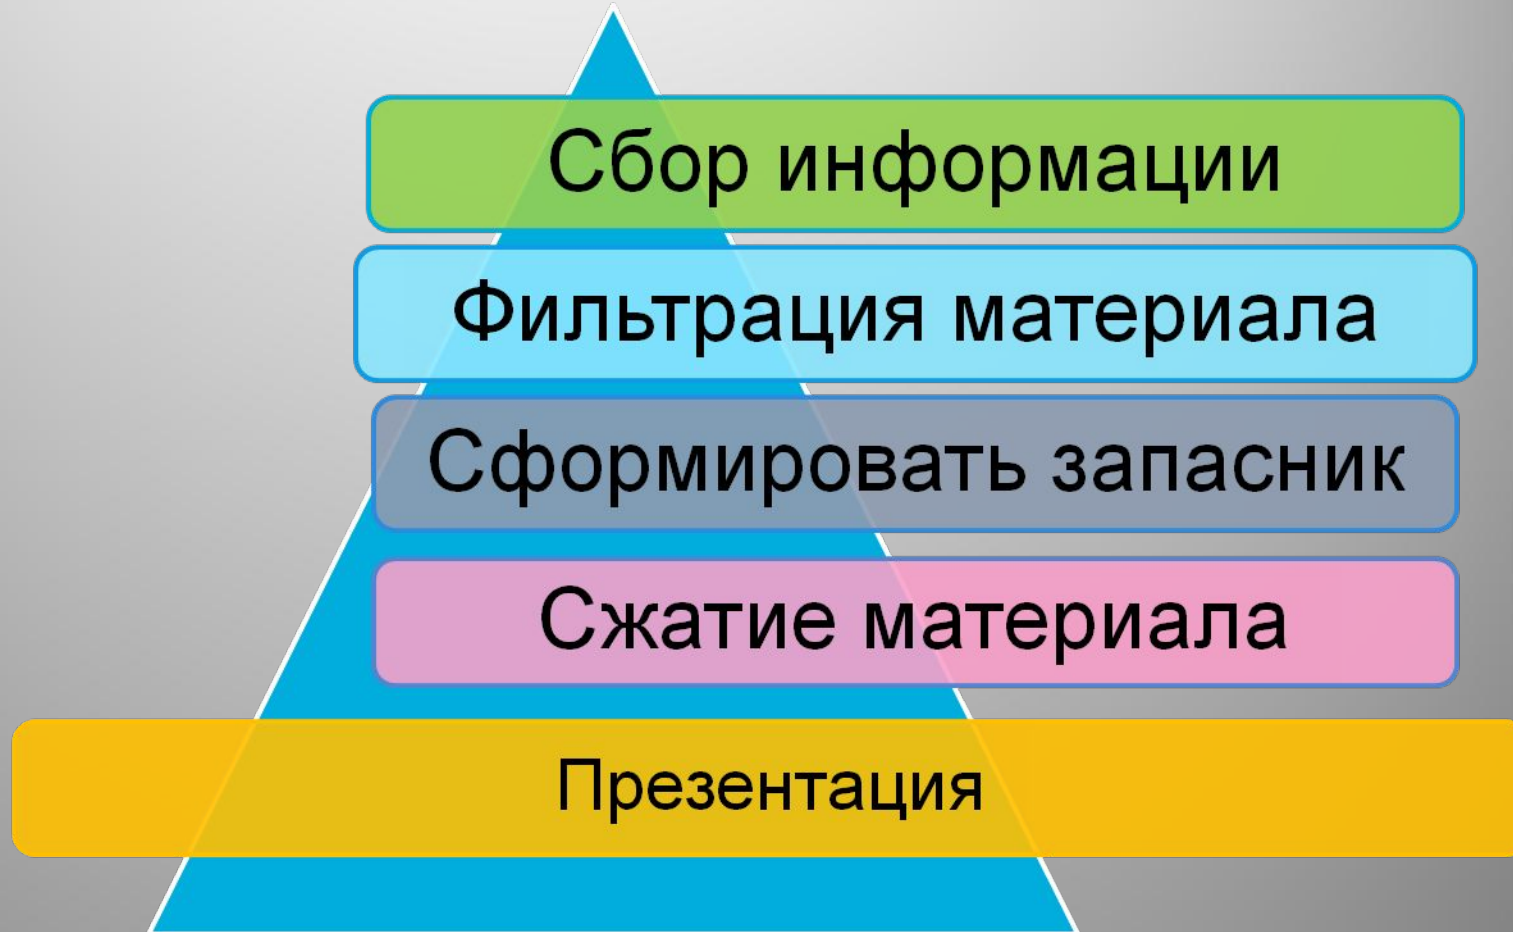 Сбор информации
Фильтрация материала
Сформировать запасник
Сжатие материала
Презентация